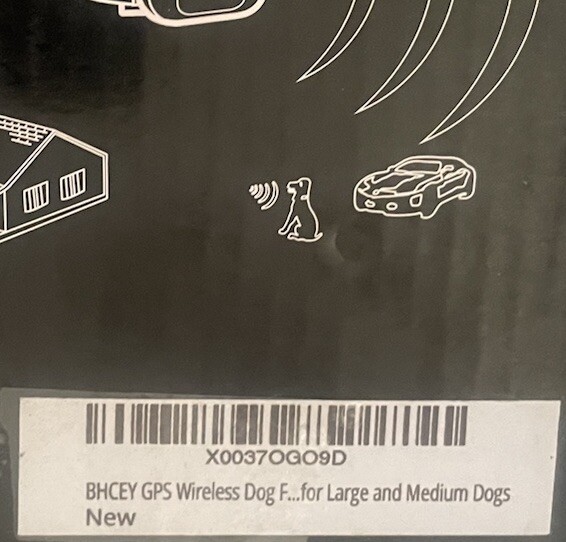 X0037OGO9D
BHCEY GPS Wireless Dog F...for Large and Medium Dogs
New